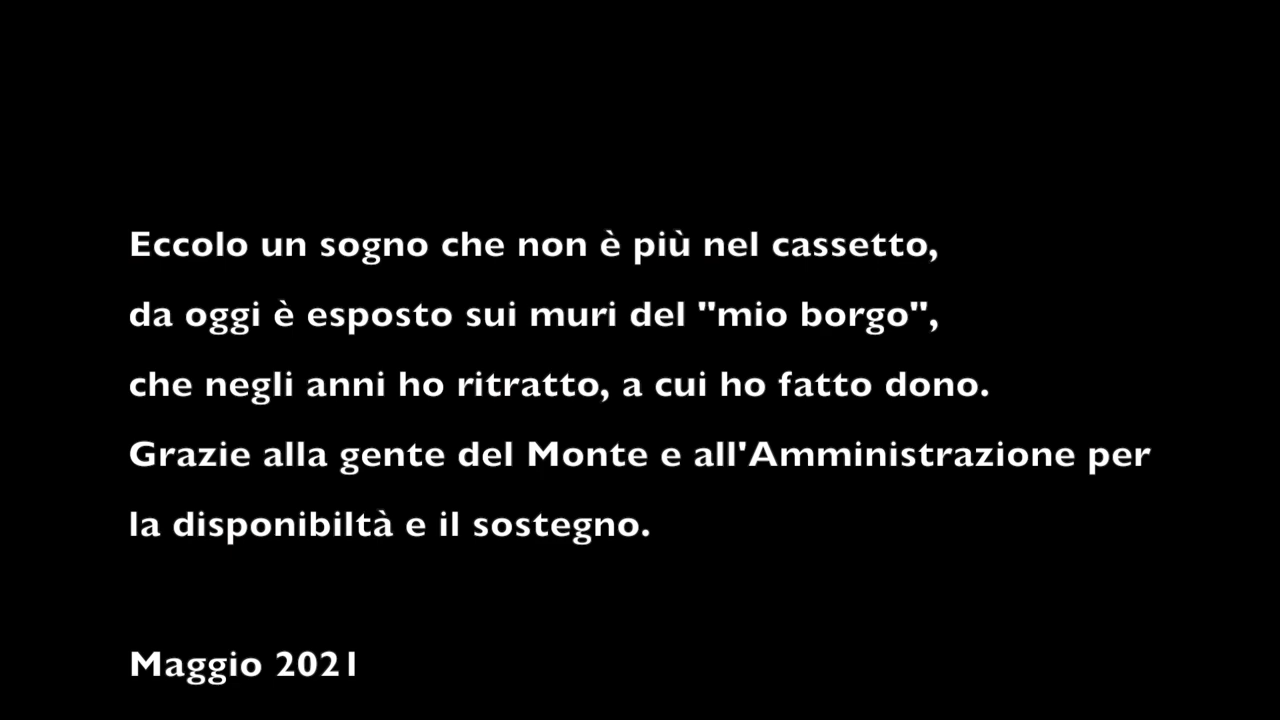 Eccolo un sogno che non è più nel cassetto,
da oggi è esposto sui muri del "mio borgo",
che negli anni ho ritratto, a cui ho fatto dono.
Grazie alla gente del Monte e all'Amministrazione per
la disponibiltà e il sostegno.
Maggio 2021